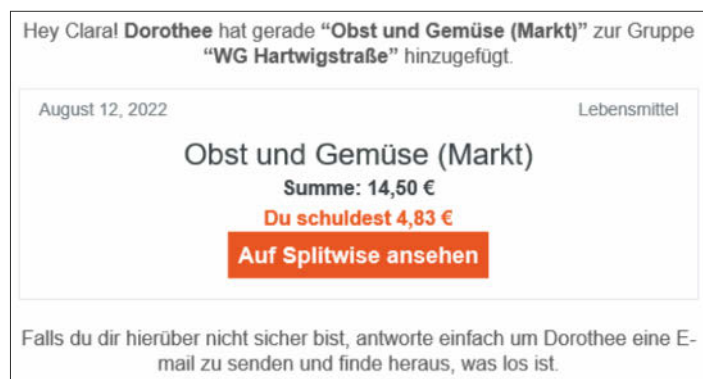 Hey Clara! Dorothee hat gerade “Obst und Gemüse (Markt)” zur Gruppe
“WG Hartwigstraße” hinzugefügt.
August 12, 2022 Lebensmittel
Obst und Gemüse (Markt)
Summe: 14,50 €
Du schuldest 4,83 €
Auf Splitwise ansehen
Falls du dir hierüber nicht sicher bist, antworte einfach um Dorothee eine E-
mail zu senden und finde heraus, was los ist.